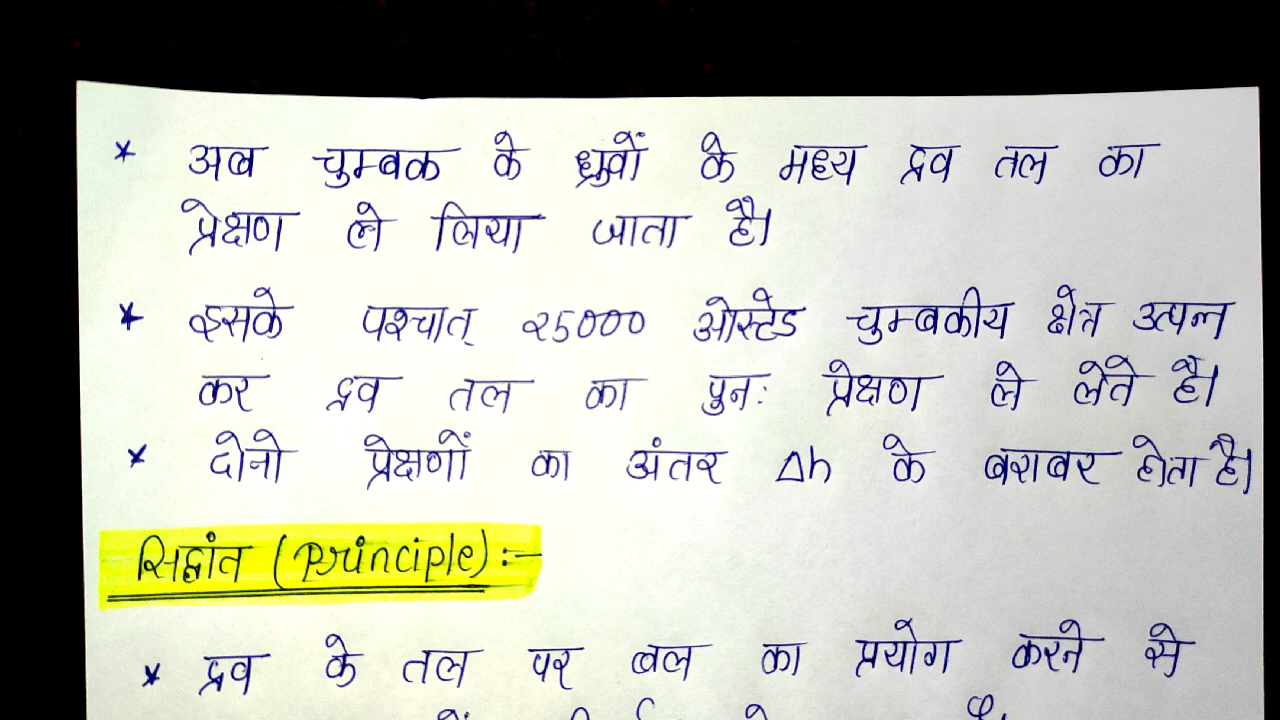 * अब चुम्बक के ध्रुवों के मध्य द्रव तल का
प्रेक्षण ले लिया जाता है।
* इसके पश्चात् 25000 ओस्टेड चुम्बकीय क्षेत्र उत्पन्न
कर द्रव तल का पुनः प्रेक्षण ले लेते है।
* दोनो प्रेक्षणों का अंतर Δh के बराबर होता है।
सिद्धांत (Principle):-
* द्रव के तल पर बल का प्रयोग करने से